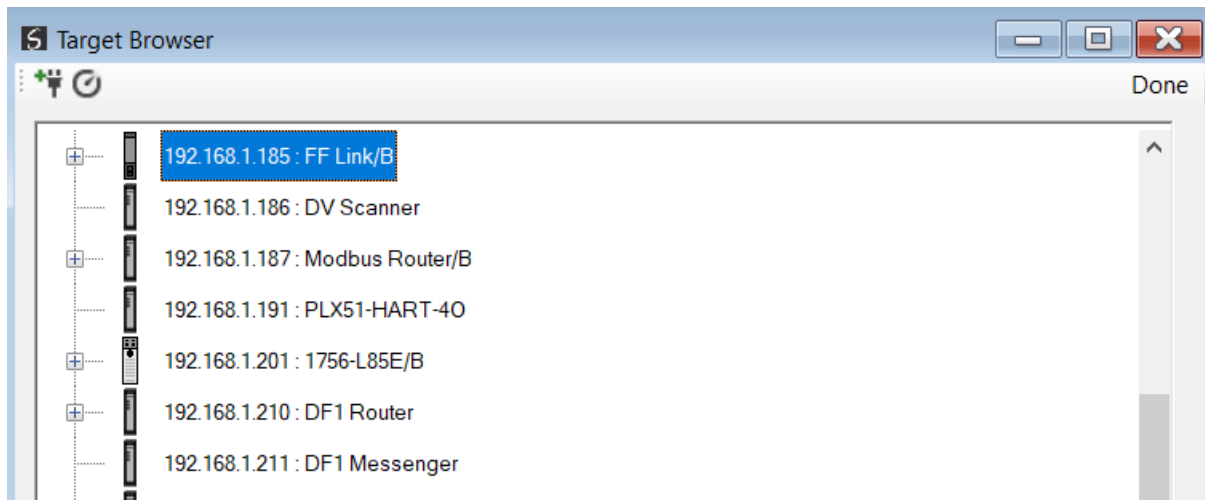 Target Browser
Done
192.168.1.185 : FF Link/B
192.168.1.186 : DV Scanner
192.168.1.187 : Modbus Router/B
192.168.1.191 : PLX51-HART-4O
192.168.1.201 : 1756-L85E/B
192.168.1.210 : DF1 Router
192.168.1.211 : DF1 Messenger